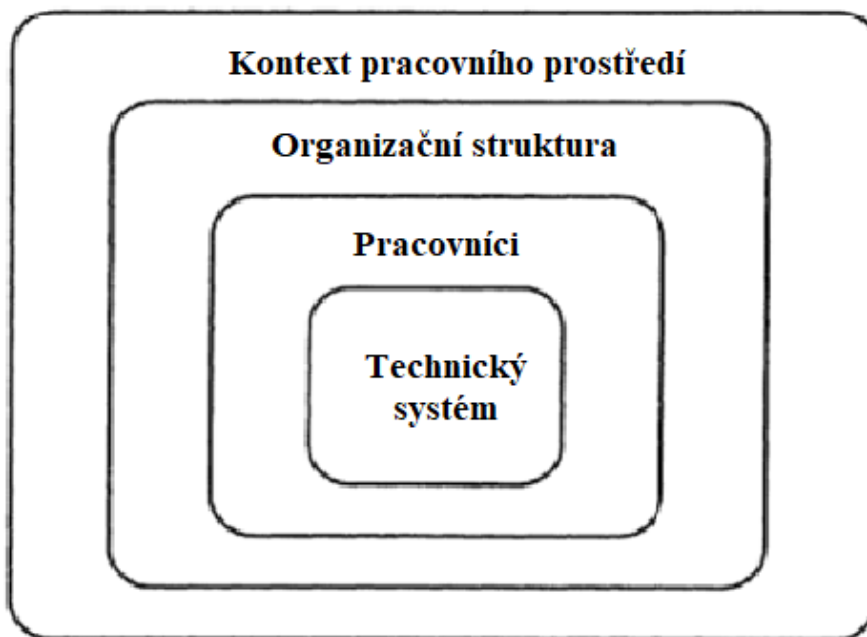 Kontext pracovního prostředí
Organizační struktura
Pracovníci
Technický
systém